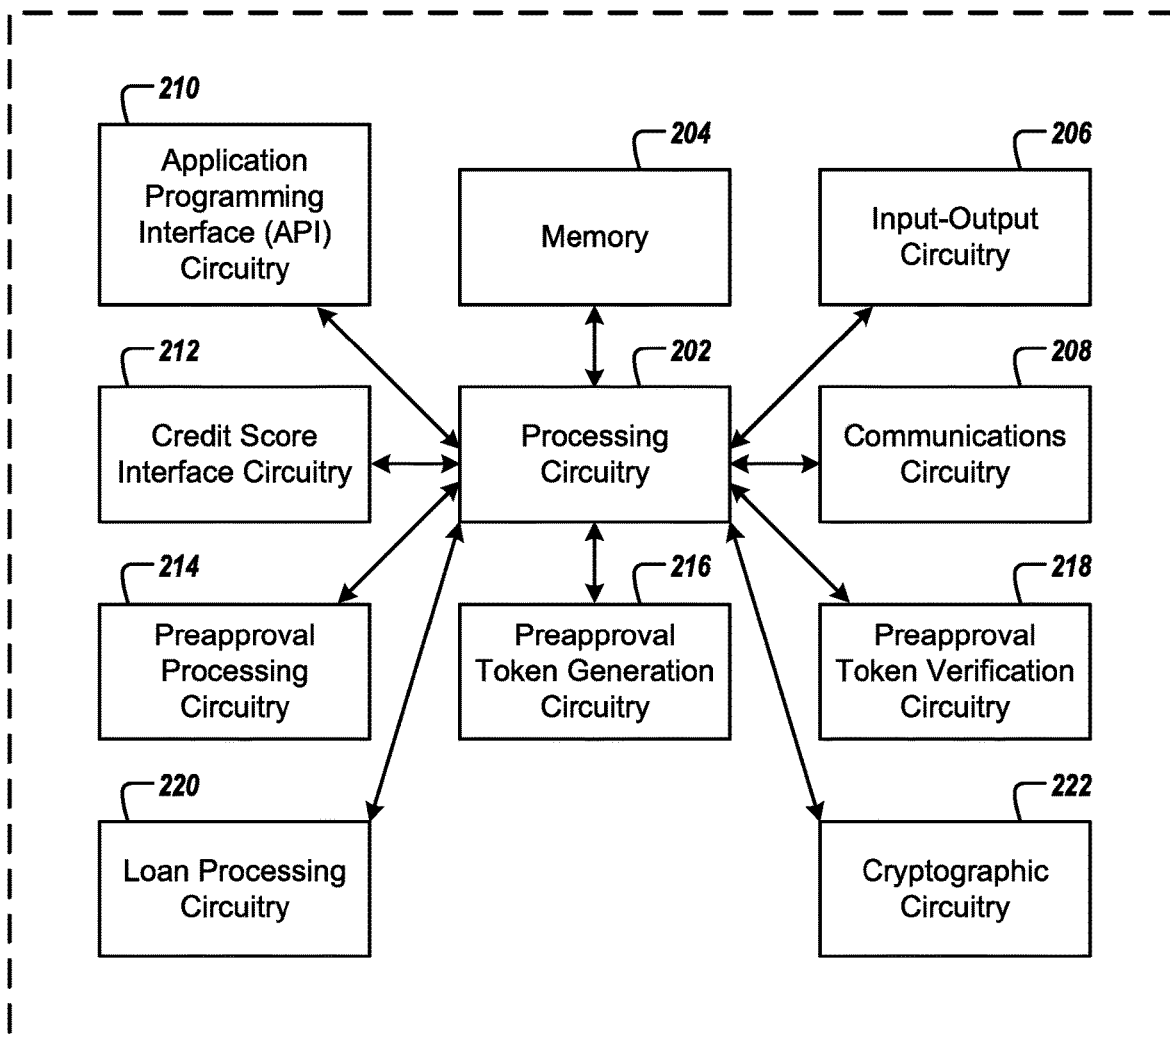 210
Application
Programming
Interface (API)
Circuitry
204
Memory
206
Input-Output
Circuitry
212
Credit Score
Interface Circuitry
202
Processing
Circuitry
208
Communications
Circuitry
214
Preapproval
Processing
Circuitry
216
Preapproval
Token Generation
Circuitry
218
Preapproval
Token Verification
Circuitry
220
Loan Processing
Circuitry
222
Cryptographic
Circuitry